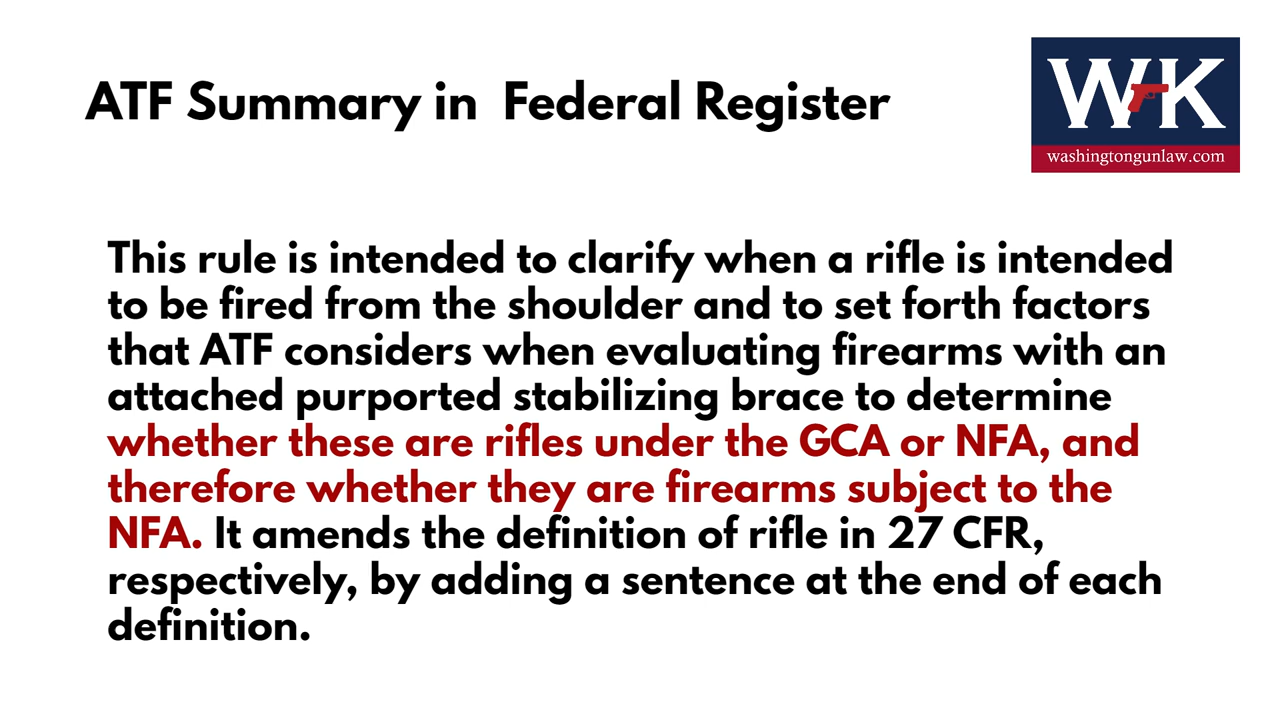 ATF Summary in Federal Register
WK
washingtongunlaw.com
This rule is intended to clarify when a rifle is intended
to be fired from the shoulder and to set forth factors
that ATF considers when evaluating firearms with an
attached purported stabilizing brace to determine
whether these are rifles under the GCA or NFA, and
therefore whether they are firearms subject to the
NFA. It amends the definition of rifle in 27 CFR,
respectively, by adding a sentence at the end of each
definition.